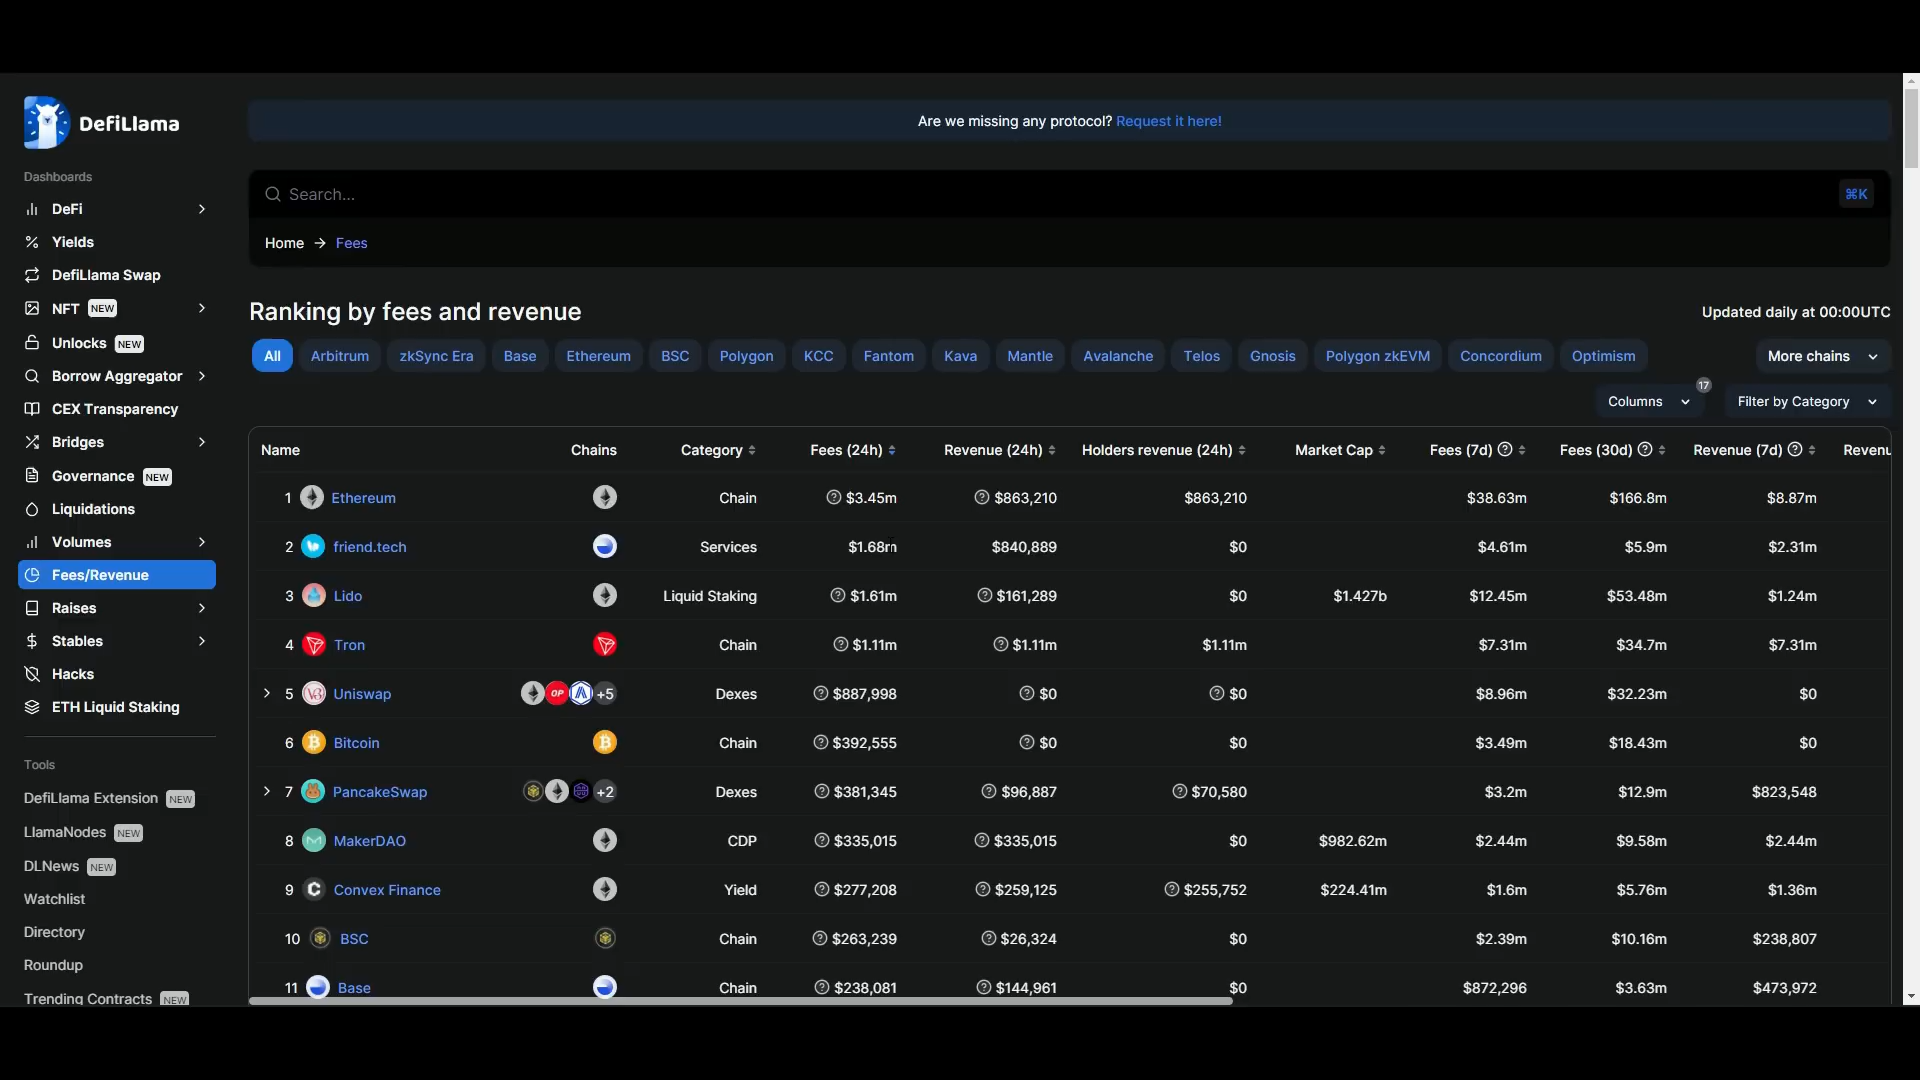 DefiLlama
Are we missing any protocol? Request it here!
Dashboards
DeFi
Yields
DefiLlama Swap
NFT NEW
Unlocks NEW
Borrow Aggregator
CEX Transparency
Bridges
Governance NEW
Liquidations
Volumes
Fees/Revenue
Raises
Stables
Hacks
ETH Liquid Staking
Tools
DefiLlama Extension NEW
LlamaNodes NEW
DLNews NEW
Watchlist
Directory
Roundup
Trending Contracts NEW
Search... ⌘K
Home → Fees
Ranking by fees and revenue Updated daily at 00:00UTC
All Arbitrum zkSync Era Base Ethereum BSC Polygon KCC Fantom Kava Mantle Avalanche Telos Gnosis Polygon zkEVM Concordium Optimism More chains
Columns 17 Filter by Category
Name Chains Category Fees (24h) Revenue (24h) Holders revenue (24h) Market Cap Fees (7d) Fees (30d) Revenue (7d) Revenu
1 Ethereum Chain $3.45m $863,210 $863,210 $38.63m $166.8m $8.87m
2 friend.tech Services $1.68m $840,889 $0 $4.61m $5.9m $2.31m
3 Lido Liquid Staking $1.61m $161,289 $0 $1.427b $12.45m $53.48m $1.24m
4 Tron Chain $1.11m $1.11m $1.11m $7.31m $34.7m $7.31m
5 Uniswap OP +5 Dexes $887,998 $0 $0 $8.96m $32.23m $0
6 Bitcoin Chain $392,555 $0 $0 $3.49m $18.43m $0
7 PancakeSwap +2 Dexes $381,345 $96,887 $70,580 $3.2m $12.9m $823,548
8 MakerDAO CDP $335,015 $335,015 $0 $982.62m $2.44m $9.58m $2.44m
9 Convex Finance Yield $277,208 $259,125 $255,752 $224.41m $1.6m $5.76m $1.36m
10 BSC Chain $263,239 $26,324 $0 $2.39m $10.16m $238,807
11 Base Chain $238,081 $144,961 $0 $872,296 $3.63m $473,972